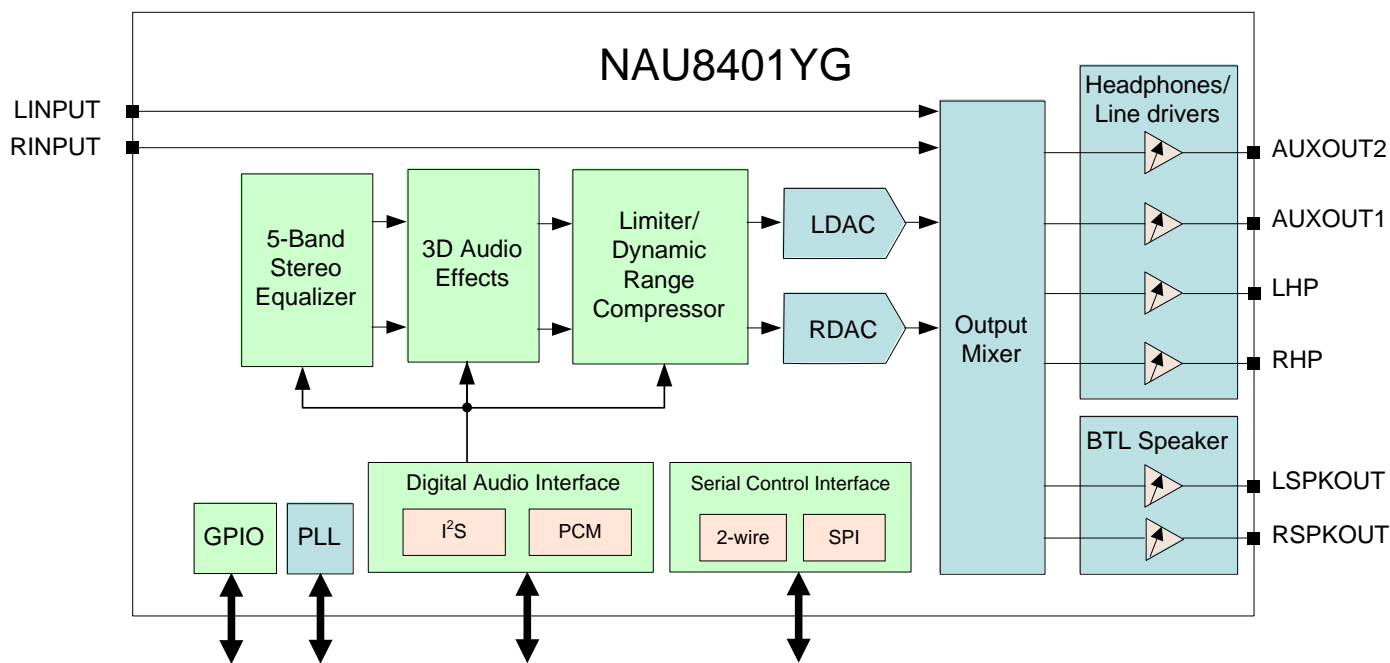 NAU8401YG
LINPUT
RINPUT
5-Band
Stereo
Equalizer
3D Audio
Effects
Limiter/
Dynamic
Range
Compressor
LDAC
RDAC
Output
Mixer
Headphones/
Line drivers
AUXOUT2
AUXOUT1
LHP
RHP
BTL Speaker
LSPKOUT
RSPKOUT
GPIO
PLL
Digital Audio Interface
I²S
PCM
Serial Control Interface
2-wire
SPI